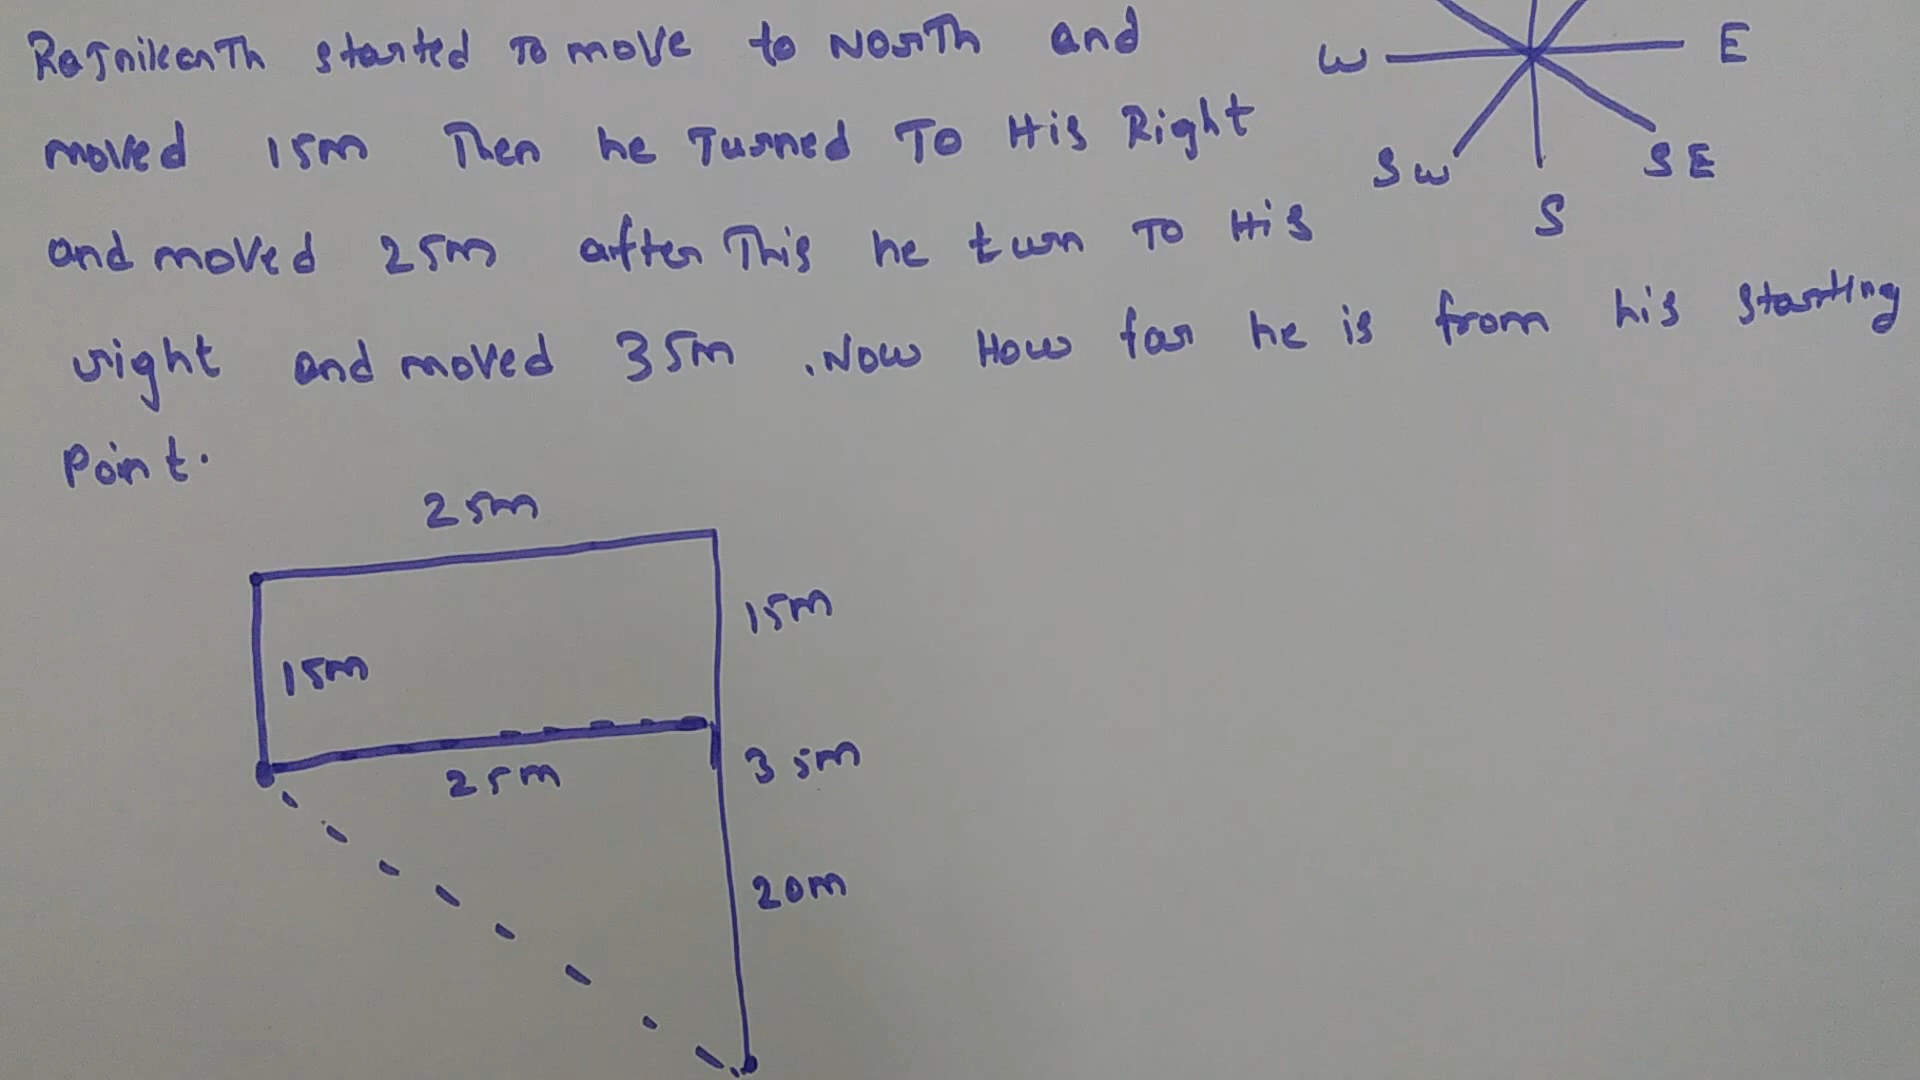 Rajnikanth started to move to North and
moved 15m Then he Turned To His Right
and moved 25m after This he turn To His
right and moved 35m . Now How far he is from his starting
Point.
W E
SW SE
S
25m
15m
15m
25m
35m
20m